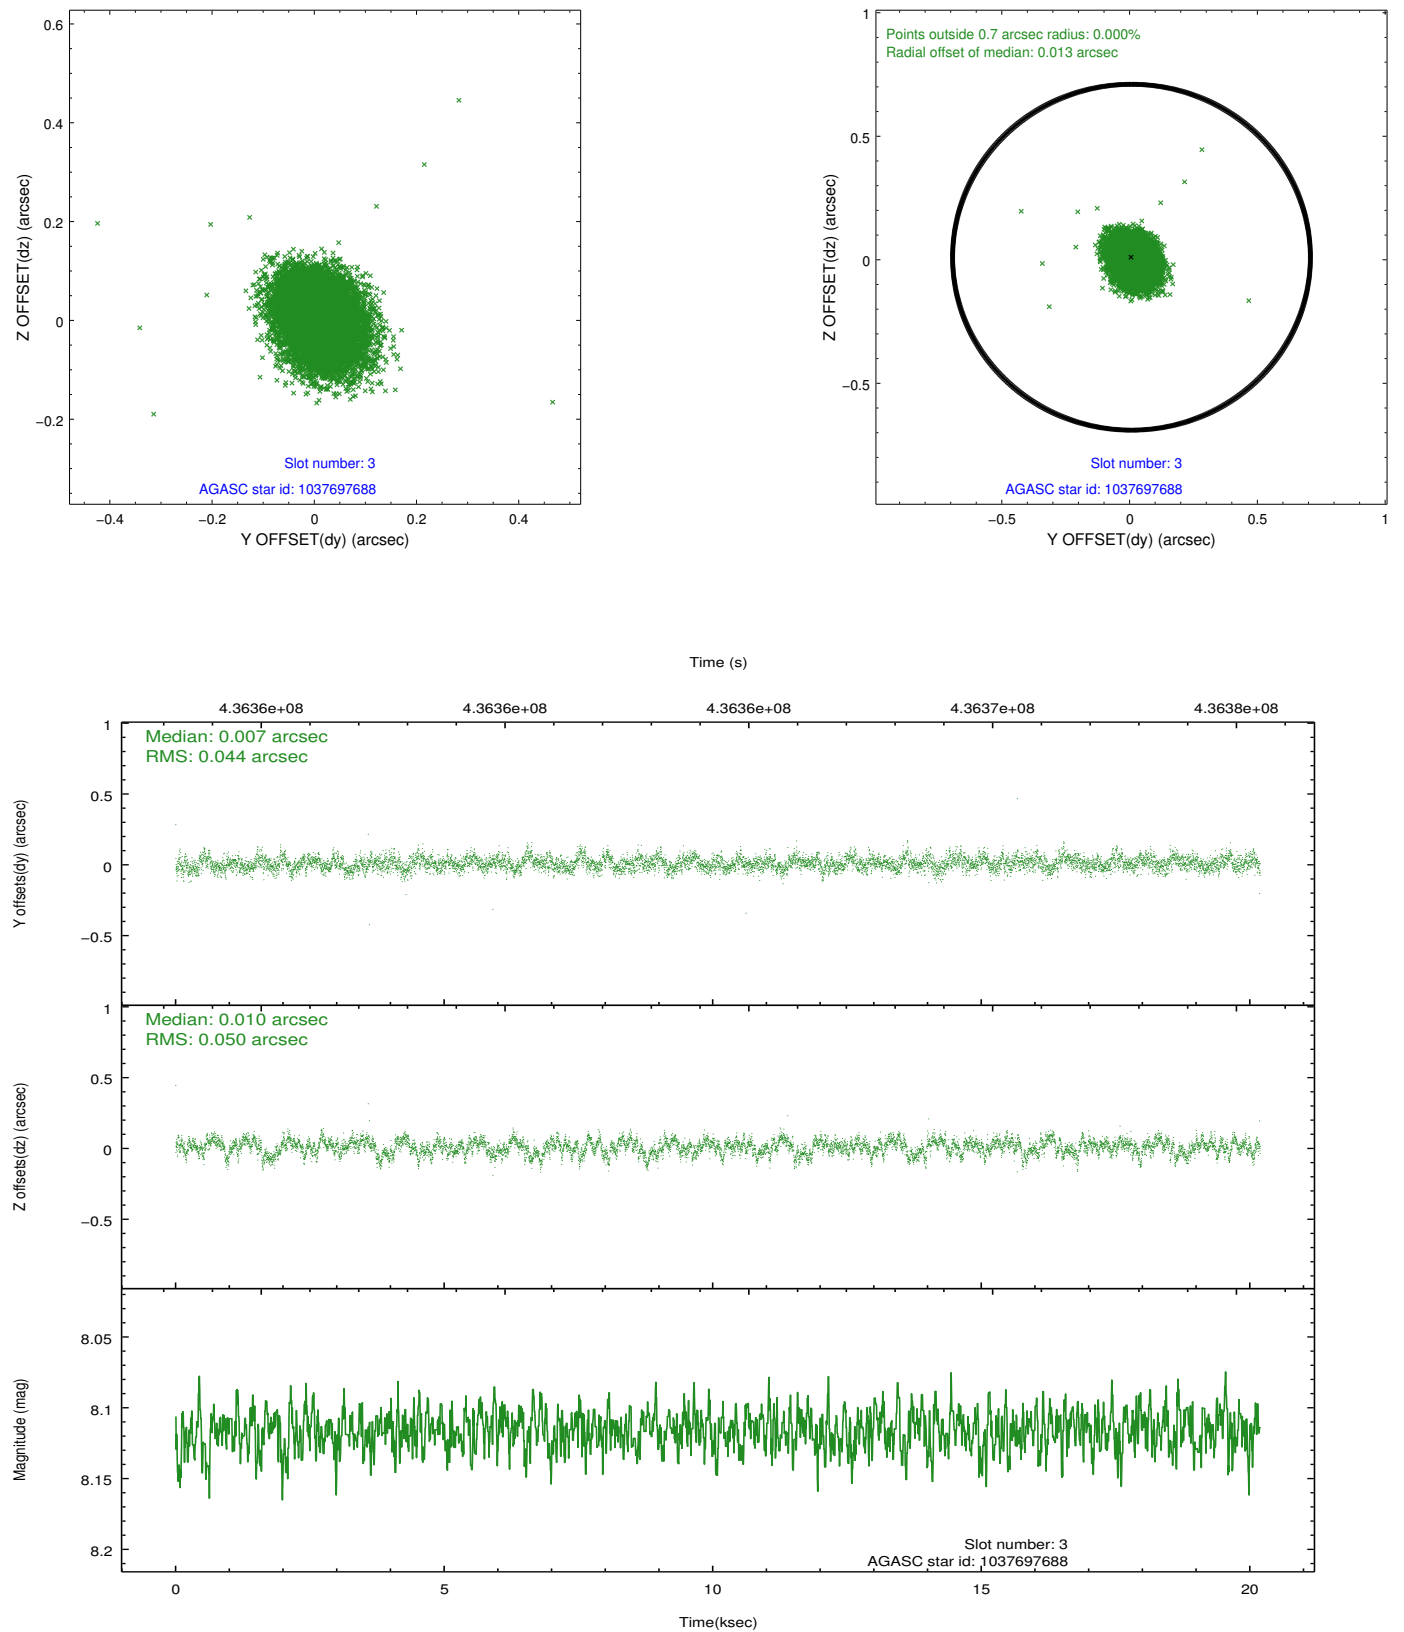 0.6
0.4
0.2
0
−0.2
Z OFFSET(dz) (arcsec)
−0.4
−0.2
0
0.2
0.4
Y OFFSET(dy) (arcsec)
Slot number: 3
AGASC star id: 1037697688
1
0.5
0
−0.5
Z OFFSET(dz) (arcsec)
Points outside 0.7 arcsec radius: 0.000%
Radial offset of median: 0.013 arcsec
Slot number: 3
AGASC star id: 1037697688
−0.5
0
0.5
1
Y OFFSET(dy) (arcsec)
Time (s)
4.3636e+08
4.3636e+08
4.3636e+08
4.3637e+08
4.3638e+08
Median: 0.007 arcsec
RMS: 0.044 arcsec
1
0.5
0
−0.5
Y offsets(dy) (arcsec)
Median: 0.010 arcsec
RMS: 0.050 arcsec
1
0.5
0
−0.5
Z offsets(dz) (arcsec)
8.05
8.1
8.15
8.2
Magnitude (mag)
Slot number: 3
AGASC star id: 1037697688
0
5
10
15
20
Time(ksec)